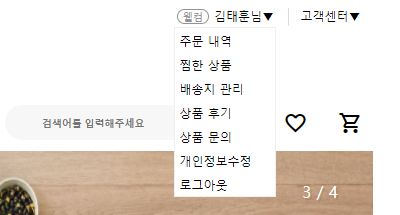 웰컴 김태훈님▼ 고객센터▼
주문 내역
찜한 상품
배송지 관리
상품 후기
검색어를 입력해주세요
상품 문의
개인정보수정
로그아웃
3 / 4